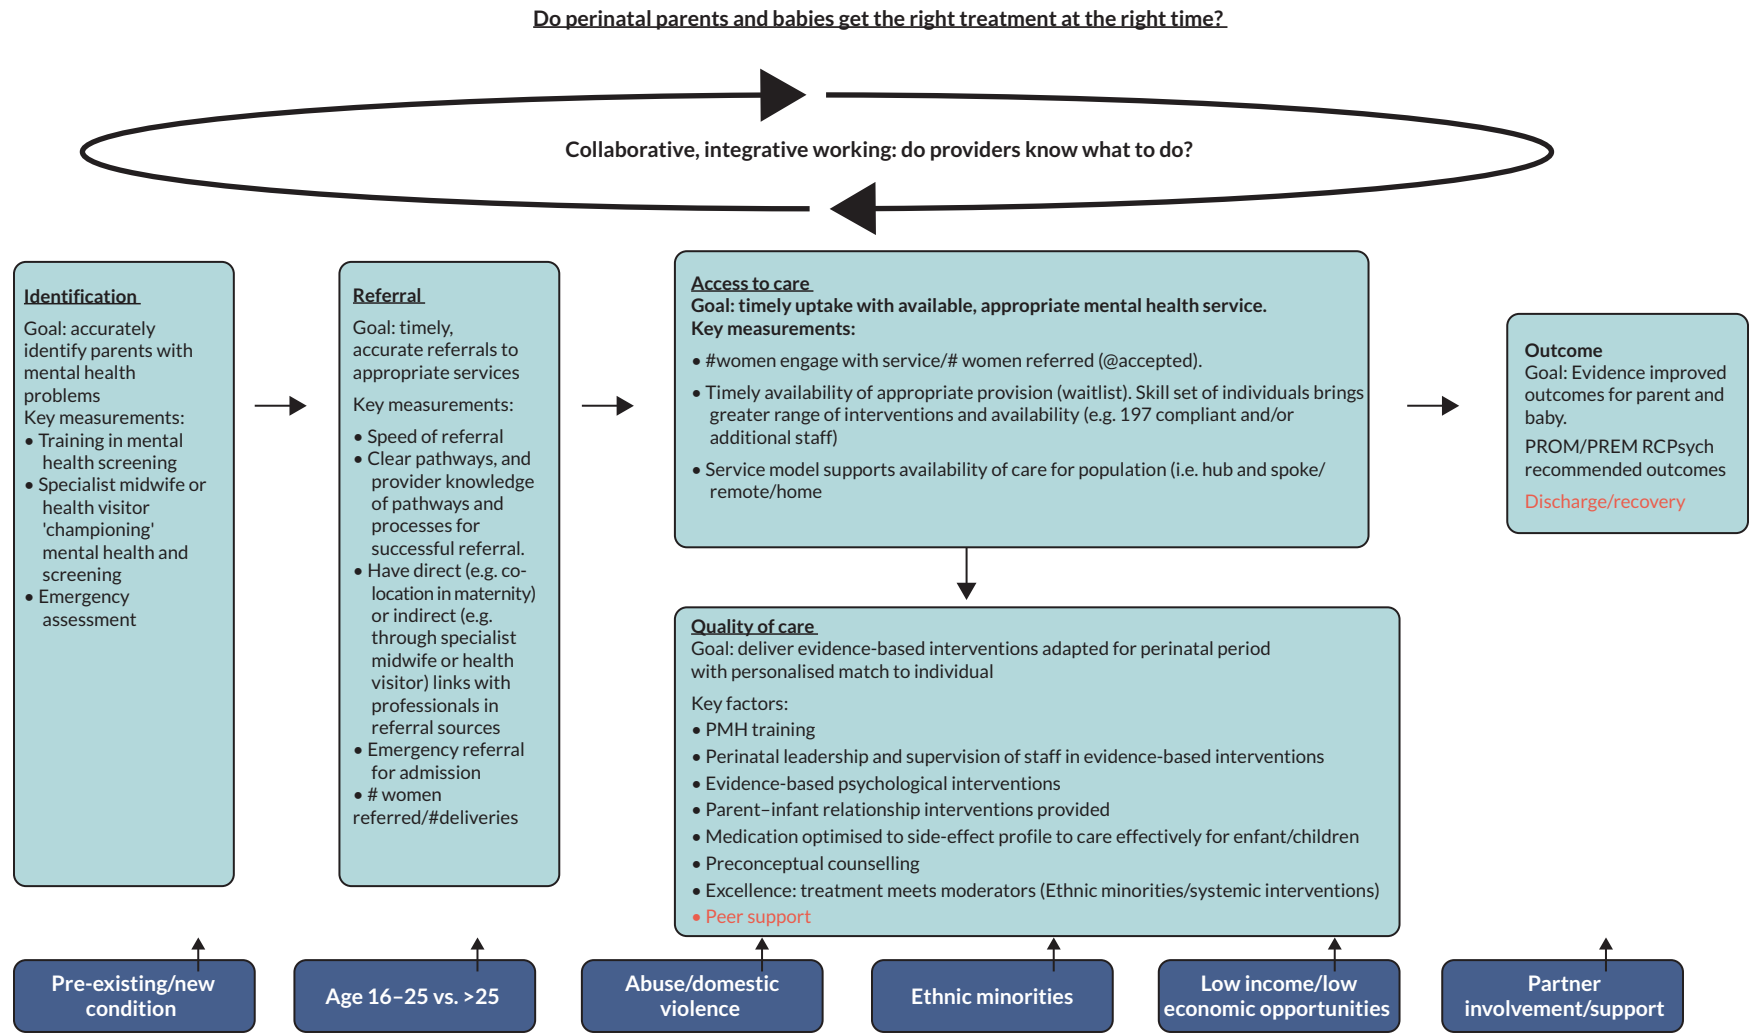 Do perinatal parents and babies get the right treatment at the right time?
Collaborative, integrative working: do providers know what to do?
Identification
Goal: accurately
identify parents with
mental health
problems
Key measurements:
• Training in mental
health screening
• Specialist midwife or
health visitor
'championing'
mental health and
screening
• Emergency
assessment
Referral
Goal: timely,
accurate referrals to
appropriate services
Key measurements:
• Speed of referral
• Clear pathways, and
provider knowledge
of pathways and
processes for
successful referral.
• Have direct (e.g. co-
location in maternity)
or indirect (e.g.
through specialist
midwife or health
visitor) links with
professionals in
referral sources
• Emergency referral
for admission
• # women
referred/#deliveries
Access to care
Goal: timely uptake with available, appropriate mental health service.
Key measurements:
• #women engage with service/# women referred (@accepted).
• Timely availability of appropriate provision (waitlist). Skill set of individuals brings
greater range of interventions and availability (e.g. 197 compliant and/or
additional staff)
• Service model supports availability of care for population (i.e. hub and spoke/
remote/home
Quality of care
Goal: deliver evidence-based interventions adapted for perinatal period
with personalised match to individual
Key factors:
• PMH training
• Perinatal leadership and supervision of staff in evidence-based interventions
• Evidence-based psychological interventions
• Parent–infant relationship interventions provided
• Medication optimised to side-effect profile to care effectively for enfant/children
• Preconceptual counselling
• Excellence: treatment meets moderators (Ethnic minorities/systemic interventions)
• Peer support
Outcome
Goal: Evidence improved
outcomes for parent and
baby.
PROM/PREM RCPsych
recommended outcomes
Discharge/recovery
Pre-existing/new
condition
Age 16–25 vs. >25
Abuse/domestic
violence
Ethnic minorities
Low income/low
economic opportunities
Partner
involvement/support